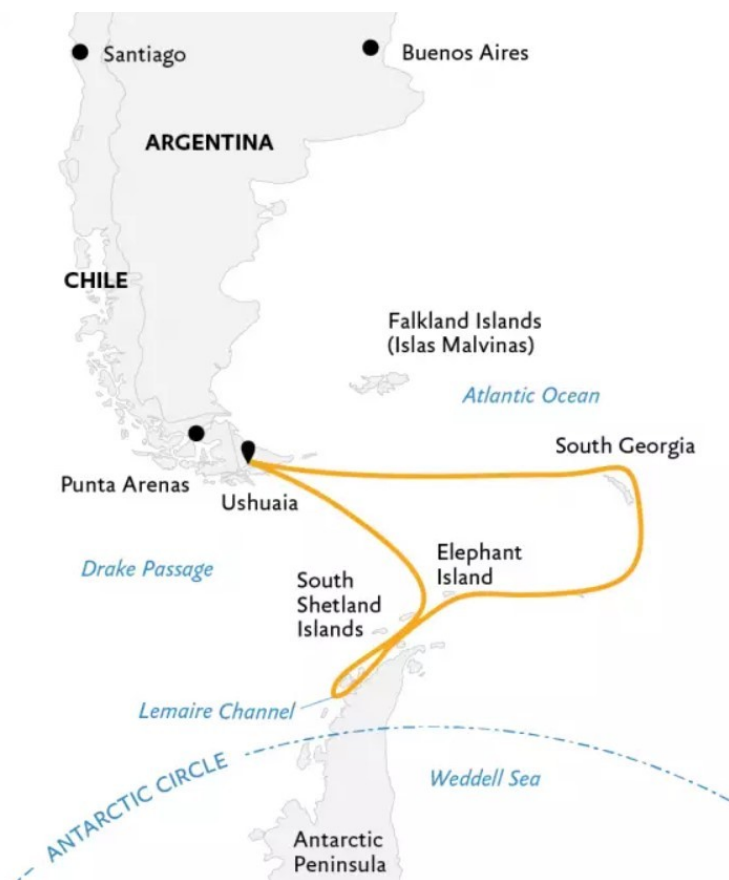 Santiago
Buenos Aires
ARGENTINA
CHILE
Falkland Islands
(Islas Malvinas)
Atlantic Ocean
South Georgia
Punta Arenas
Ushuaia
Drake Passage
Elephant
Island
South
Shetland
Islands
Lemaire Channel
ANTARCTIC CIRCLE
Weddell Sea
Antarctic
Peninsula